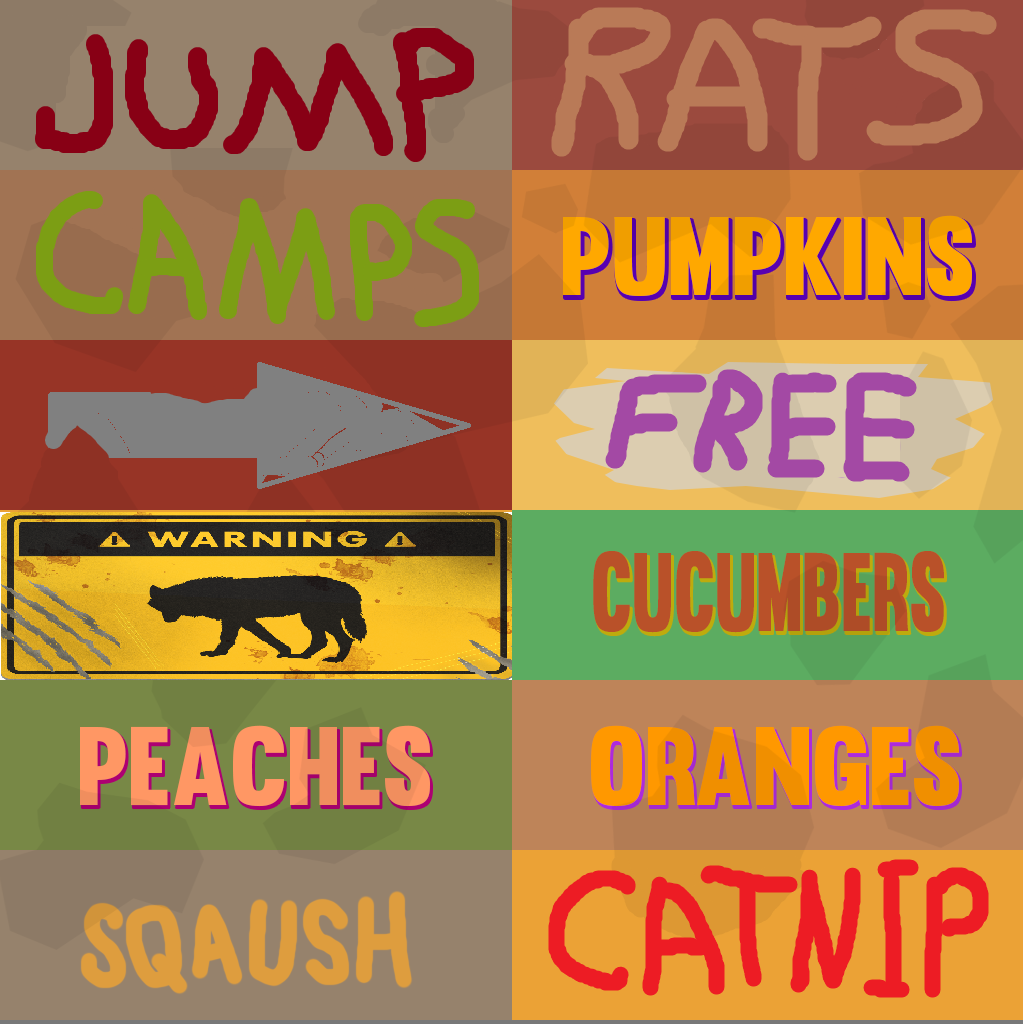 JUMP
RATS
CAMPS
PUMPKINS
FREE
WARNING
CUCUMBERS
PEACHES
ORANGES
SQAUSH
CATNIP